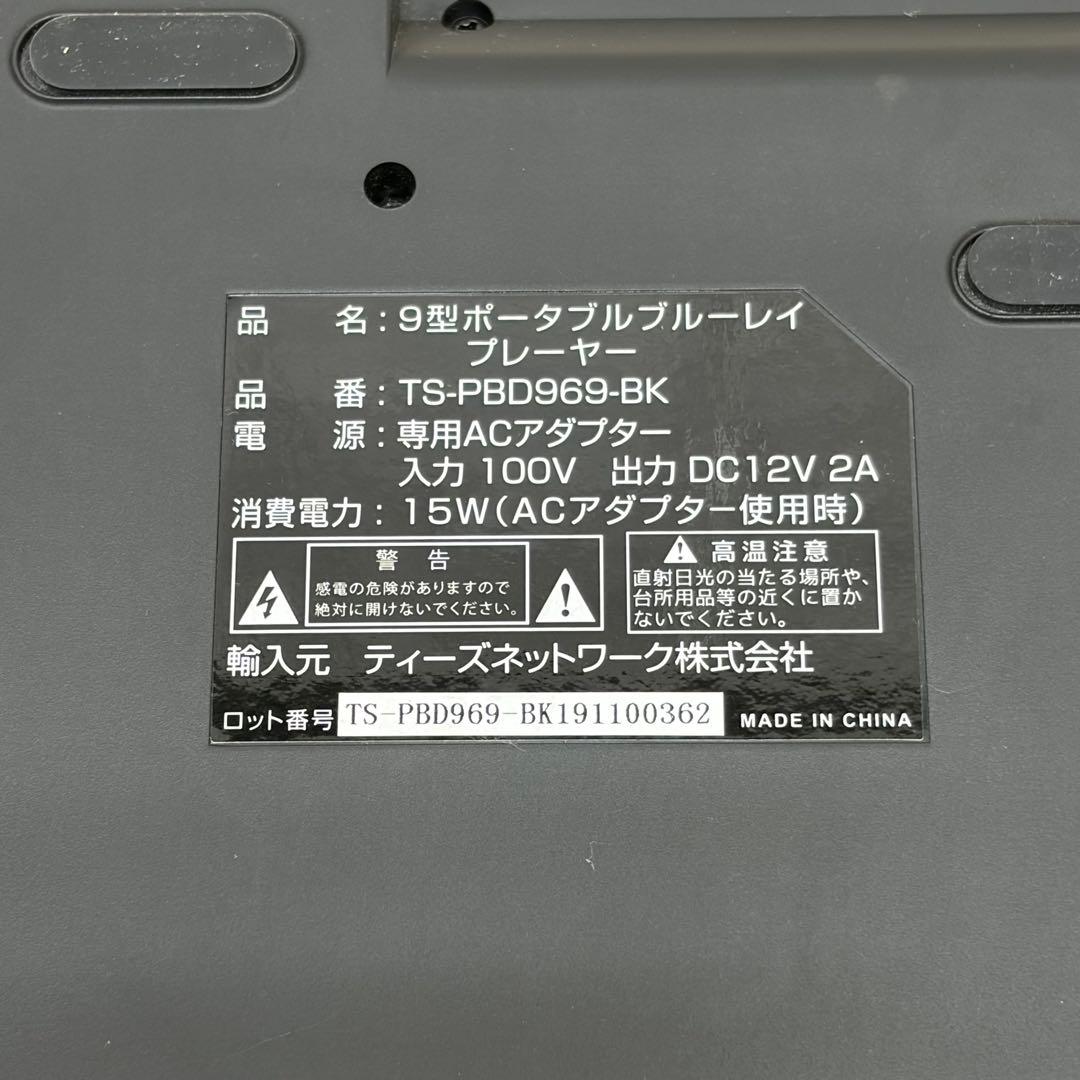 品 名:9型ポータブルブルーレイ
プレーヤー
品 番:TS-PBD969-BK
電 源:専用ACアダプター
入力 100V 出力 DC12V 2A
消費電力:15W(ACアダプター使用時)
警 告
感電の危険がありますので
絶対に開けないでください。
高温注意
直射日光の当たる場所や、
台所用品等の近くに置か
ないでください。
輸入元 ティーズネットワーク株式会社
ロット番号 TS-PBD969-BK191100362 MADE IN CHINA